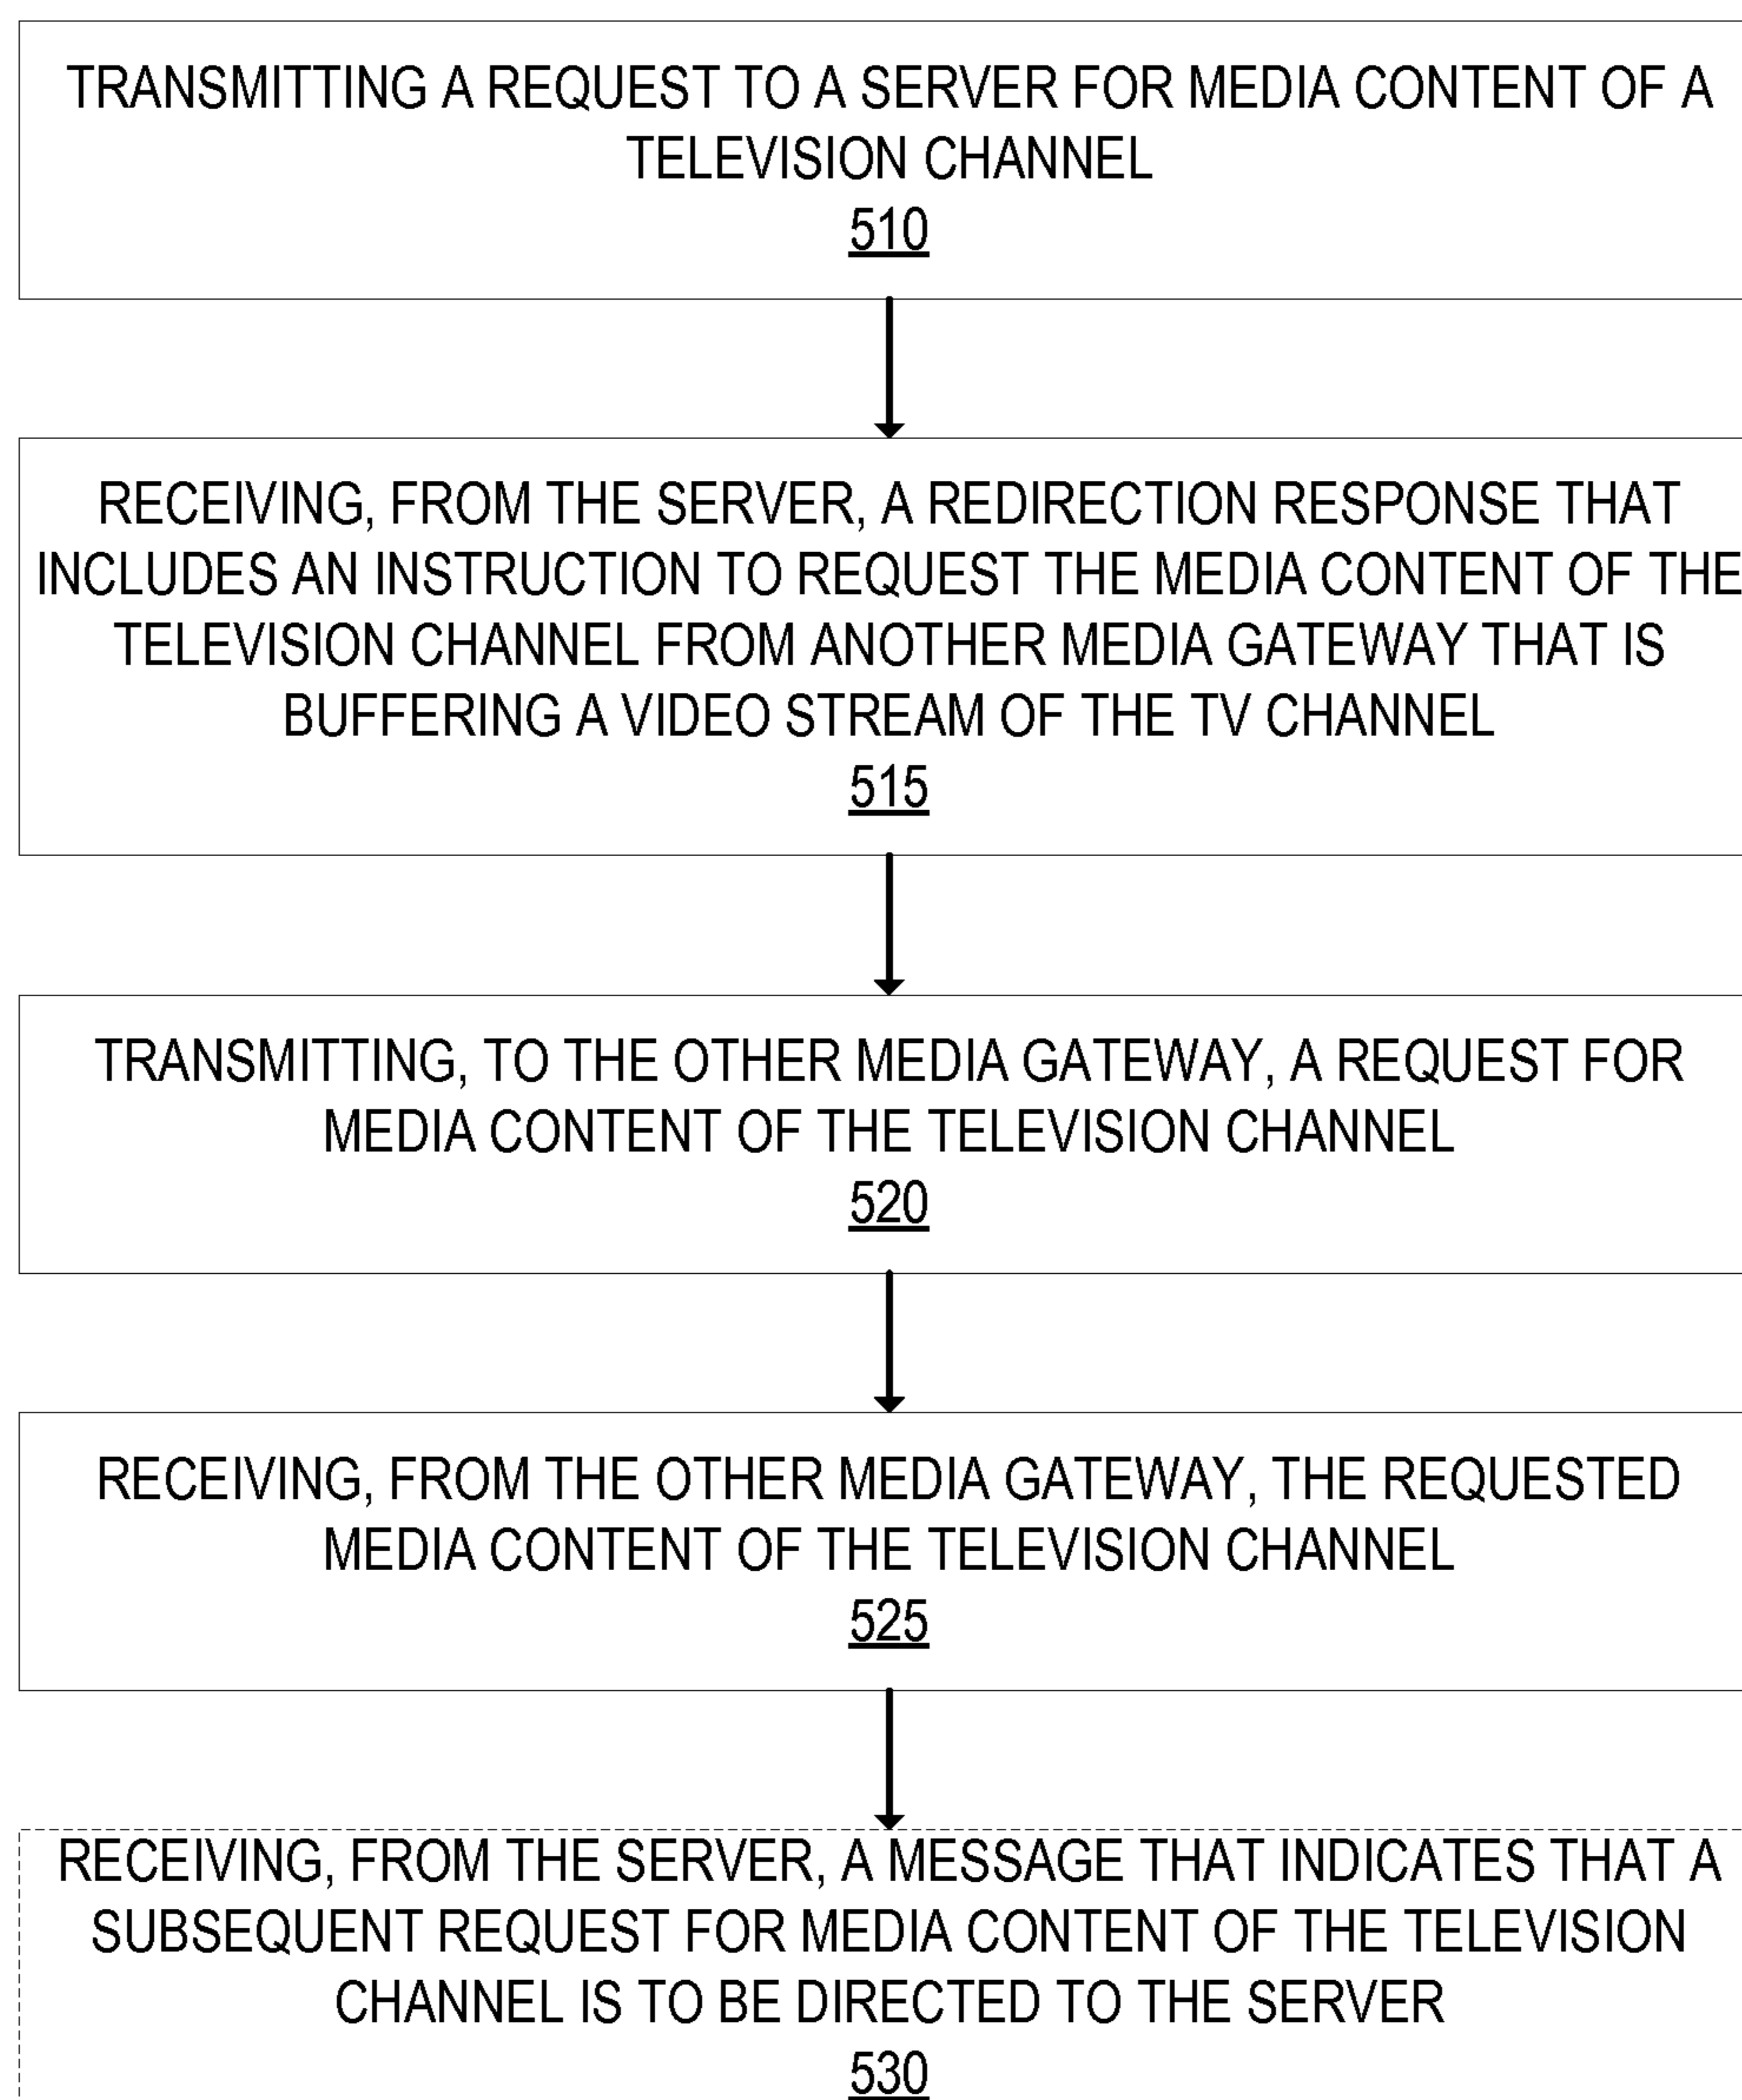 TRANSMITTING A REQUEST TO A SERVER FOR MEDIA CONTENT OF A
TELEVISION CHANNEL
510
RECEIVING, FROM THE SERVER, A REDIRECTION RESPONSE THAT
INCLUDES AN INSTRUCTION TO REQUEST THE MEDIA CONTENT OF THE
TELEVISION CHANNEL FROM ANOTHER MEDIA GATEWAY THAT IS
BUFFERING A VIDEO STREAM OF THE TV CHANNEL
515
TRANSMITTING, TO THE OTHER MEDIA GATEWAY, A REQUEST FOR
MEDIA CONTENT OF THE TELEVISION CHANNEL
520
RECEIVING, FROM THE OTHER MEDIA GATEWAY, THE REQUESTED
MEDIA CONTENT OF THE TELEVISION CHANNEL
525
RECEIVING, FROM THE SERVER, A MESSAGE THAT INDICATES THAT A
SUBSEQUENT REQUEST FOR MEDIA CONTENT OF THE TELEVISION
CHANNEL IS TO BE DIRECTED TO THE SERVER
530